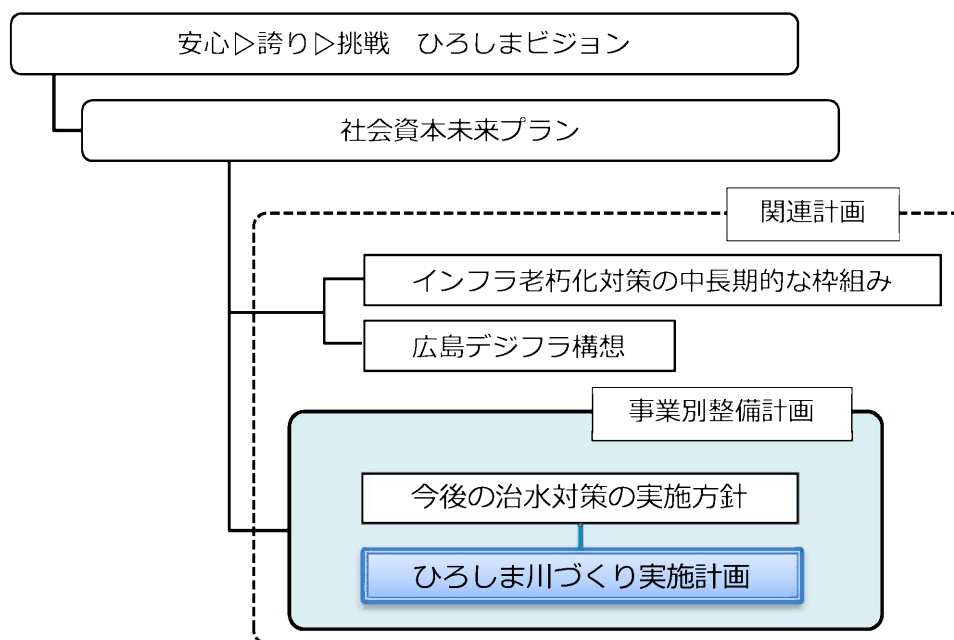 安心▷誇り▷挑戦　ひろしまビジョン
社会資本未来プラン
関連計画
インフラ老朽化対策の中長期的な枠組み
広島デジフラ構想
事業別整備計画
今後の治水対策の実施方針
ひろしま川づくり実施計画